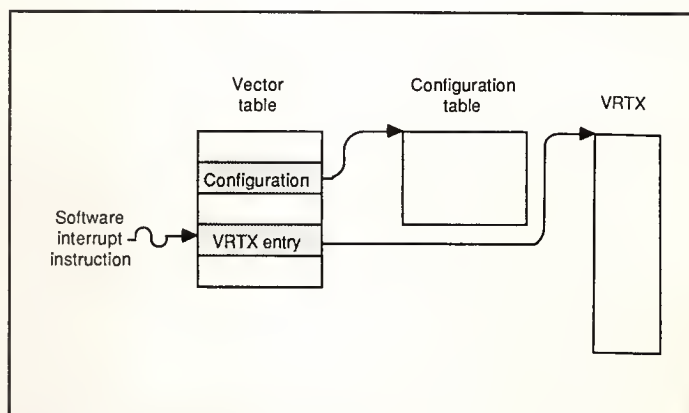 Vector
table
Configuration
table
VRTX
Configuration
Software
interrupt
instruction
VRTX entry